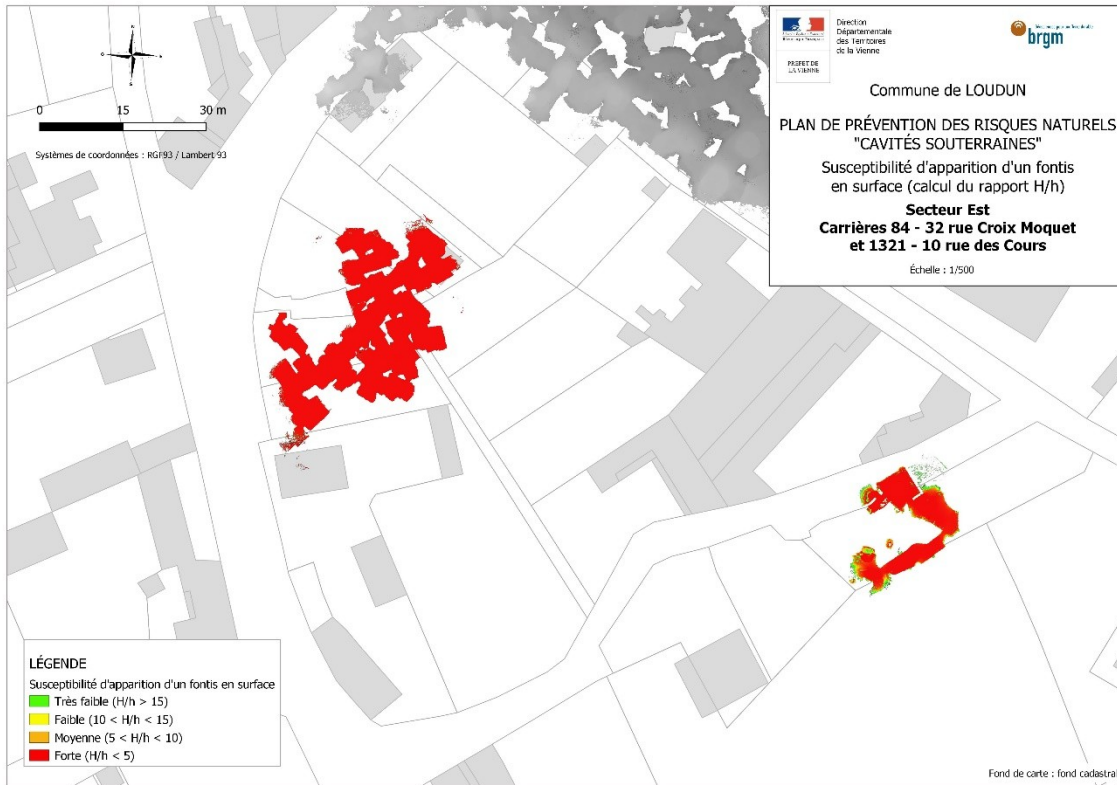 N
O
E
S
0 15 30 m
Systèmes de coordonnées : RGF93 / Lambert 93
Direction
Départementale
des Territoires
de la Vienne
PREFET DE
LA VIENNE
brgm
Commune de LOUDUN
PLAN DE PRÉVENTION DES RISQUES NATURELS
"CAVITÉS SOUTERRAINES"
Susceptibilité d'apparition d'un fontis
en surface (calcul du rapport H/h)
Secteur Est
Carrières 84 - 32 rue Croix Moquet
et 1321 - 10 rue des Cours
Échelle : 1/500
LÉGENDE
Susceptibilité d'apparition d'un fontis en surface
Très faible (H/h > 15)
Faible (10 < H/h < 15)
Moyenne (5 < H/h < 10)
Forte (H/h < 5)
Fond de carte : fond cadastral